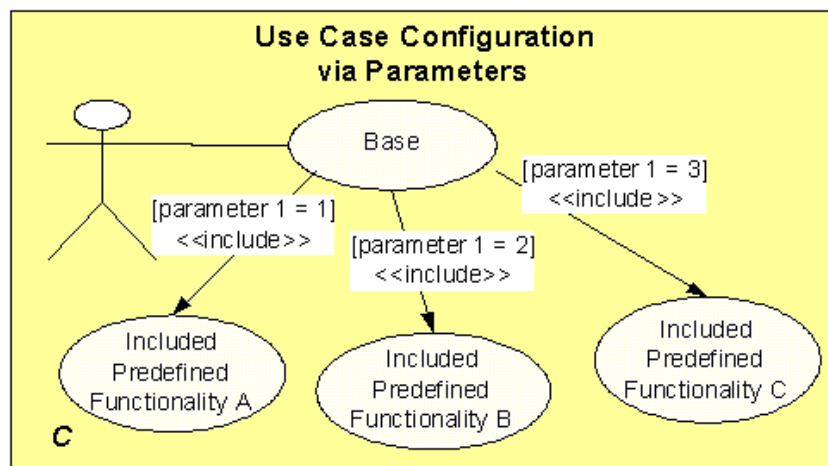 Use Case Configuration
via Parameters
Base
[parameter 1 = 1]
<<include>>
[parameter 1 = 2]
<<include>>
[parameter 1 = 3]
<<include>>
Included
Predefined
Functionality A
Included
Predefined
Functionality B
Included
Predefined
Functionality C
C